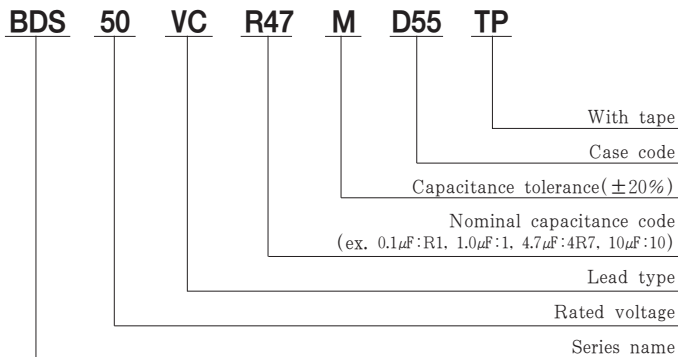 BDS 50 VC R47 M D55 TP
With tape
Case code
Capacitance tolerance(±20%)
Nominal capacitance code
(ex. 0.1μF:R1, 1.0μF:1, 4.7μF:4R7, 10μF:10)
Lead type
Rated voltage
Series name